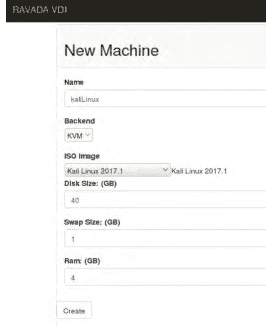 RAVADA VDI
New Machine
Name
kaliLinux
Backend
KVM
ISO Image
Kali Linux 2017.1 Kali Linux 2017.1
Disk Size: (GB)
40
Swap Size: (GB)
1
Ram: (GB)
4
Create